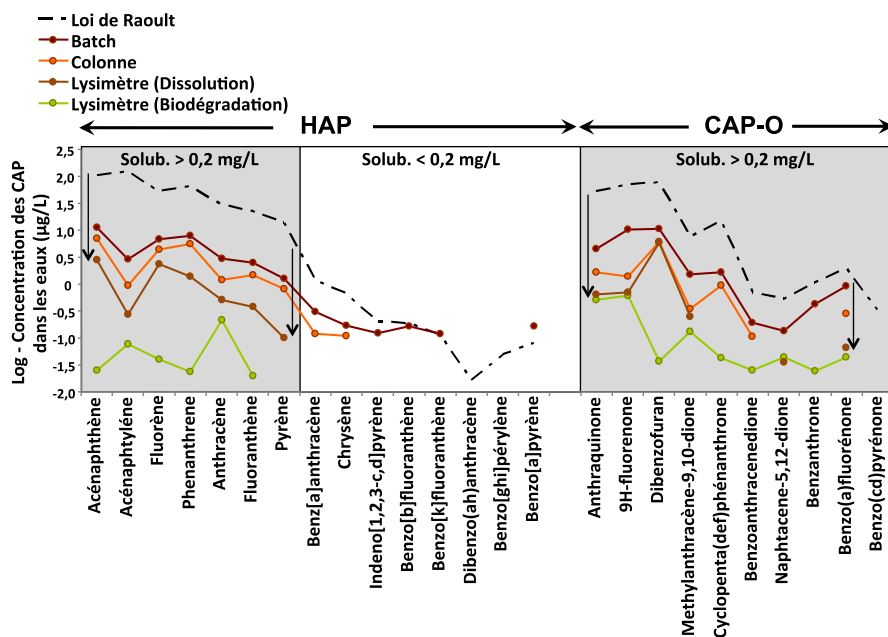 Loi de Raoult
Batch
Colonne
Lysimètre (Dissolution)
Lysimètre (Biodégradation)
HAP
CAP-O
Solub. > 0,2 mg/L
Solub. < 0,2 mg/L
Solub. > 0,2 mg/L
Log - Concentration des CAP
dans les eaux (µg/L)
2,5
2,0
1,5
1,0
0,5
0
-0,5
-1,0
-1,5
-2,0
Acénaphthène
Acénaphtyléne
Fluorène
Phenanthrene
Anthracène
Fluoranthène
Pyrène
Benz[a]anthracène
Chrysène
Indeno[1,2,3-c,d]pyrène
Benzo[b]fluoranthène
Benzo[k]fluoranthène
Dibenzo(ah)anthracène
Benzo[ghi]pérylène
Benzo[a]pyrène
Anthraquinone
9H-fluorenone
Dibenzofuran
Methylanthracène-9,10-dione
Cyclopenta(def)phénanthrone
Benzoanthracenedione
Naphtacene-5,12-dione
Benzanthrone
Benzo(a)fluorénone
Benzo(cd)pyrénone